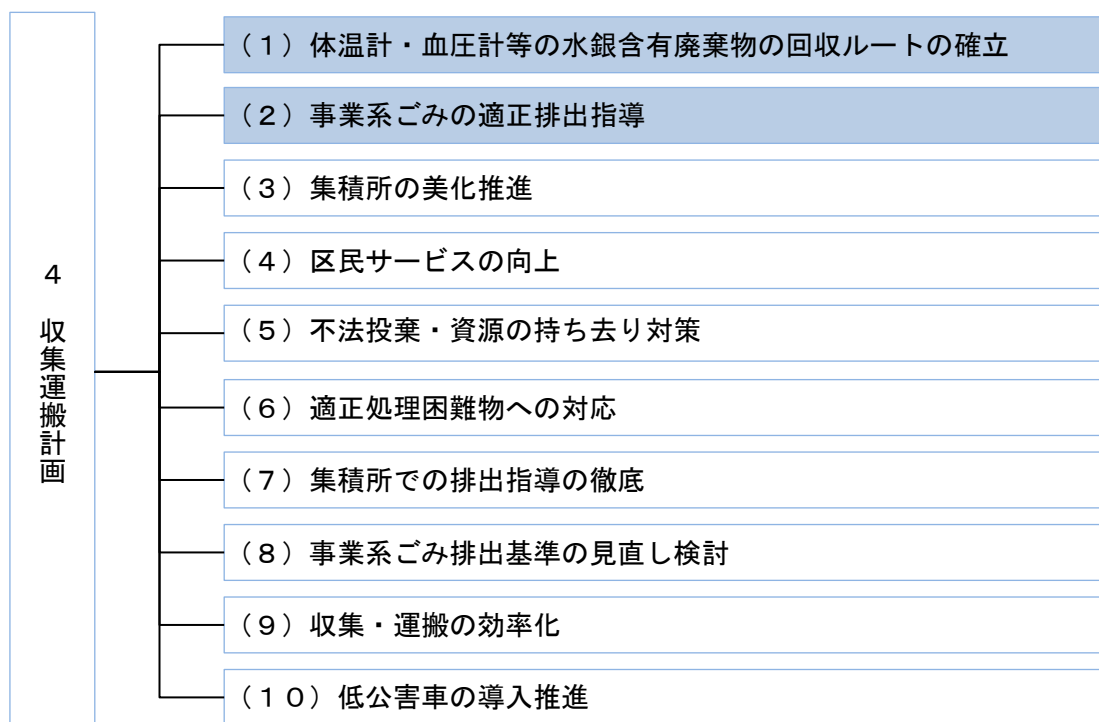 4 収集運搬計画
（１）体温計・血圧計等の水銀含有廃棄物の回収ルートの確立
（２）事業系ごみの適正排出指導
（３）集積所の美化推進
（４）区民サービスの向上
（５）不法投棄・資源の持ち去り対策
（６）適正処理困難物への対応
（７）集積所での排出指導の徹底
（８）事業系ごみ排出基準の見直し検討
（９）収集・運搬の効率化
（１０）低公害車の導入推進